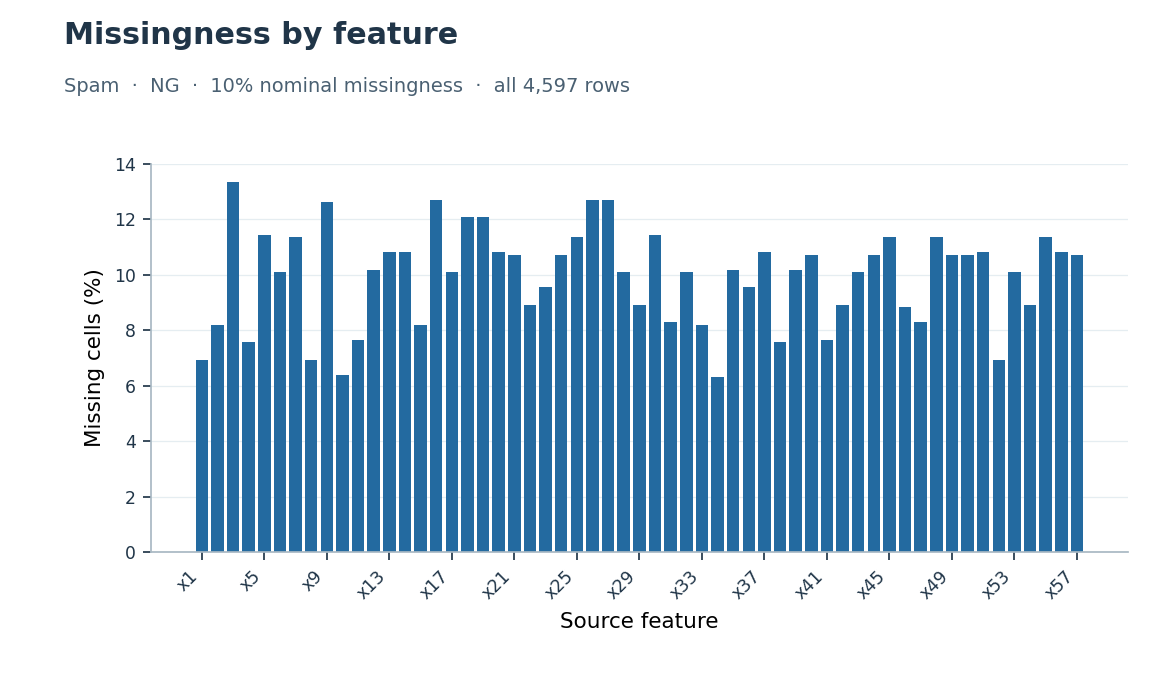 Missingness by feature
Spam · NG · 10% nominal missingness · all 4,597 rows
14
12
10
8
6
4
2
0
Missing cells (%)
x1 x5 x9 x13 x17 x21 x25 x29 x33 x37 x41 x45 x49 x53 x57
Source feature